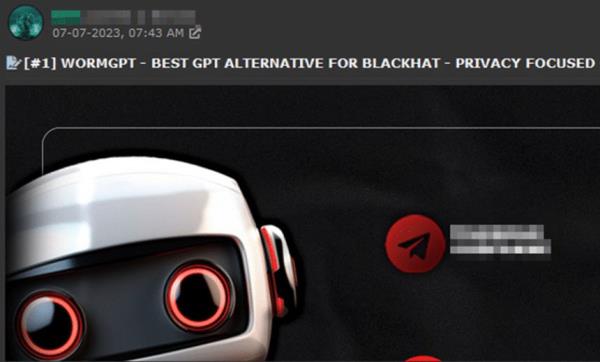 07-07-2023, 07:43 AM
[#1] WORMGPT - BEST GPT ALTERNATIVE FOR BLACKHAT - PRIVACY FOCUSED